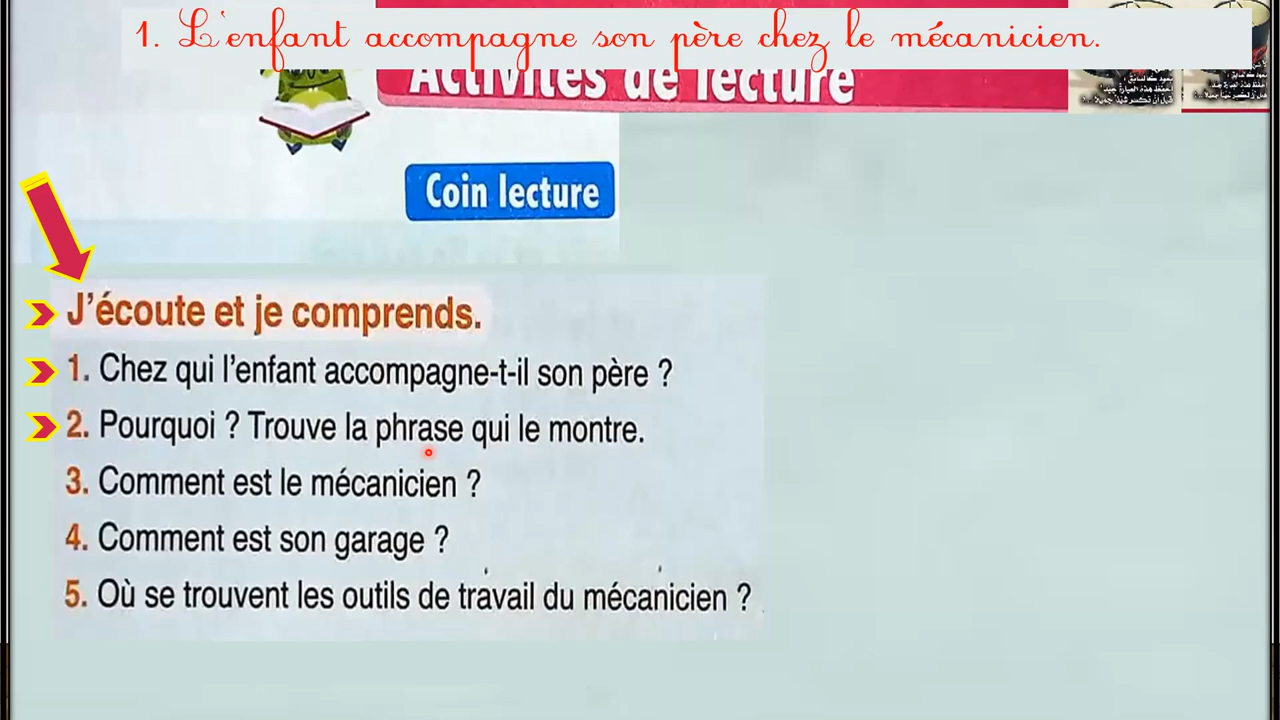 1. L'enfant accompagne son père chez le mécanicien.
Activités de lecture
Coin lecture
J'écoute et je comprends.
1. Chez qui l'enfant accompagne-t-il son père ?
2. Pourquoi ? Trouve la phrase qui le montre.
3. Comment est le mécanicien ?
4. Comment est son garage ?
5. Où se trouvent les outils de travail du mécanicien ?